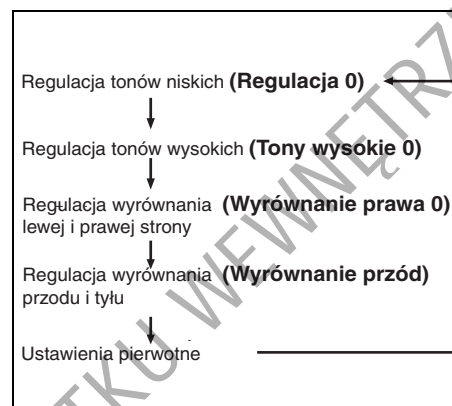 Regulacja tonów niskich (Regulacja 0)
Regulacja tonów wysokich (Tony wysokie 0)
Regulacja wyrównania (Wyrównanie prawa 0)
lewej i prawej strony
Regulacja wyrównania (Wyrównanie przód)
przodu i tyłu
Ustawienia pierwotne